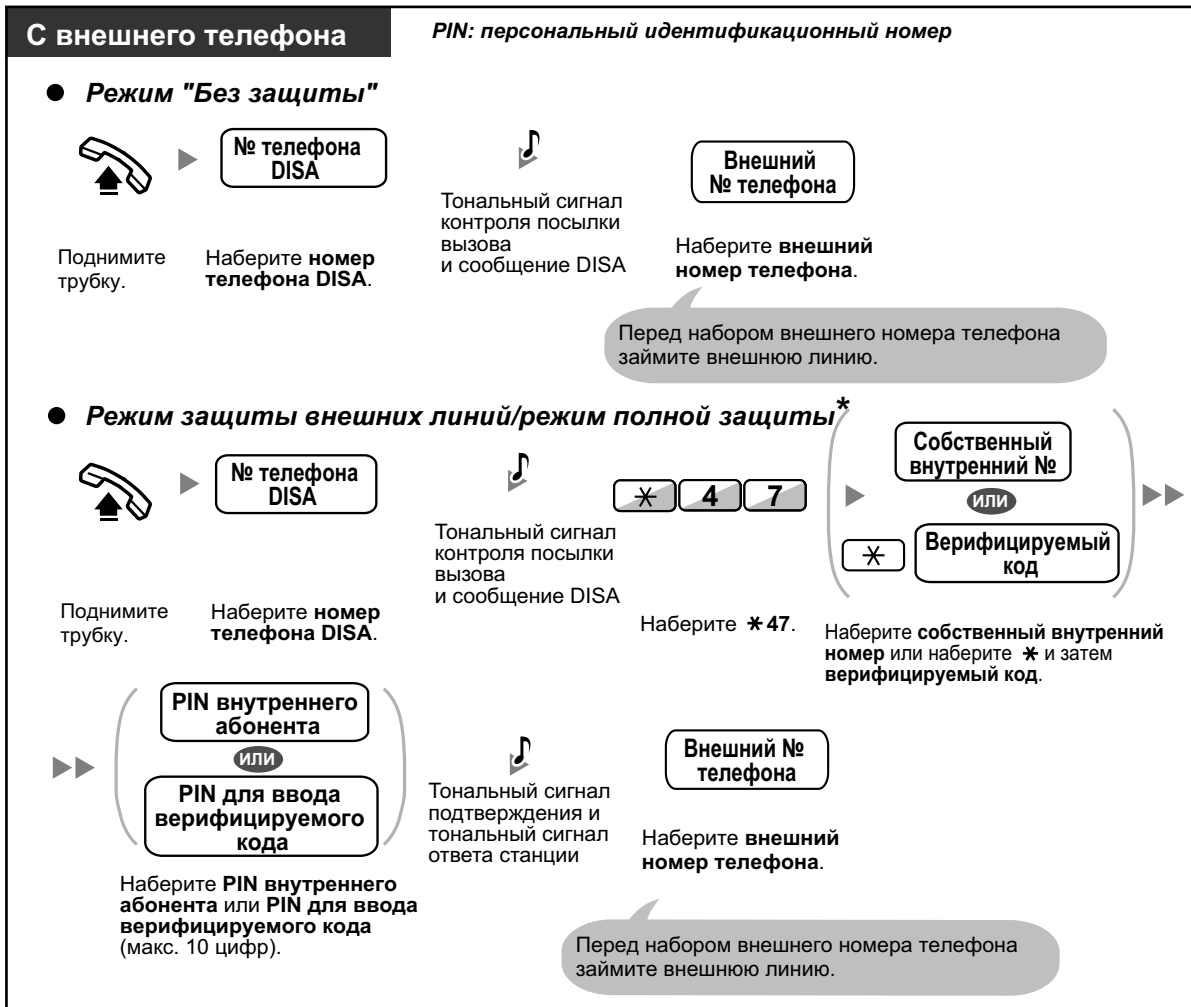 С внешнего телефона
PIN: персональный идентификационный номер
● Режим "Без защиты"
№ телефона
DISA
Внешний
№ телефона
Поднимите
трубку.
Наберите номер
телефона DISA.
Тональный сигнал
контроля посылки
вызова
и сообщение DISA
Наберите внешний
номер телефона.
Перед набором внешнего номера телефона
займите внешнюю линию.
● Режим защиты внешних линий/режим полной защиты*
№ телефона
DISA
* 4 7
Собственный
внутренний №
ИЛИ
* Верифицируемый
код
Поднимите
трубку.
Наберите номер
телефона DISA.
Тональный сигнал
контроля посылки
вызова
и сообщение DISA
Наберите *47.
Наберите собственный внутренний
номер или наберите * и затем
верифицируемый код.
PIN внутреннего
абонента
ИЛИ
PIN для ввода
верифицируемого
кода
Внешний №
телефона
Наберите PIN внутреннего
абонента или PIN для ввода
верифицируемого кода
(макс. 10 цифр).
Тональный сигнал
подтверждения и
тональный сигнал
ответа станции
Наберите внешний
номер телефона.
Перед набором внешнего номера телефона
займите внешнюю линию.